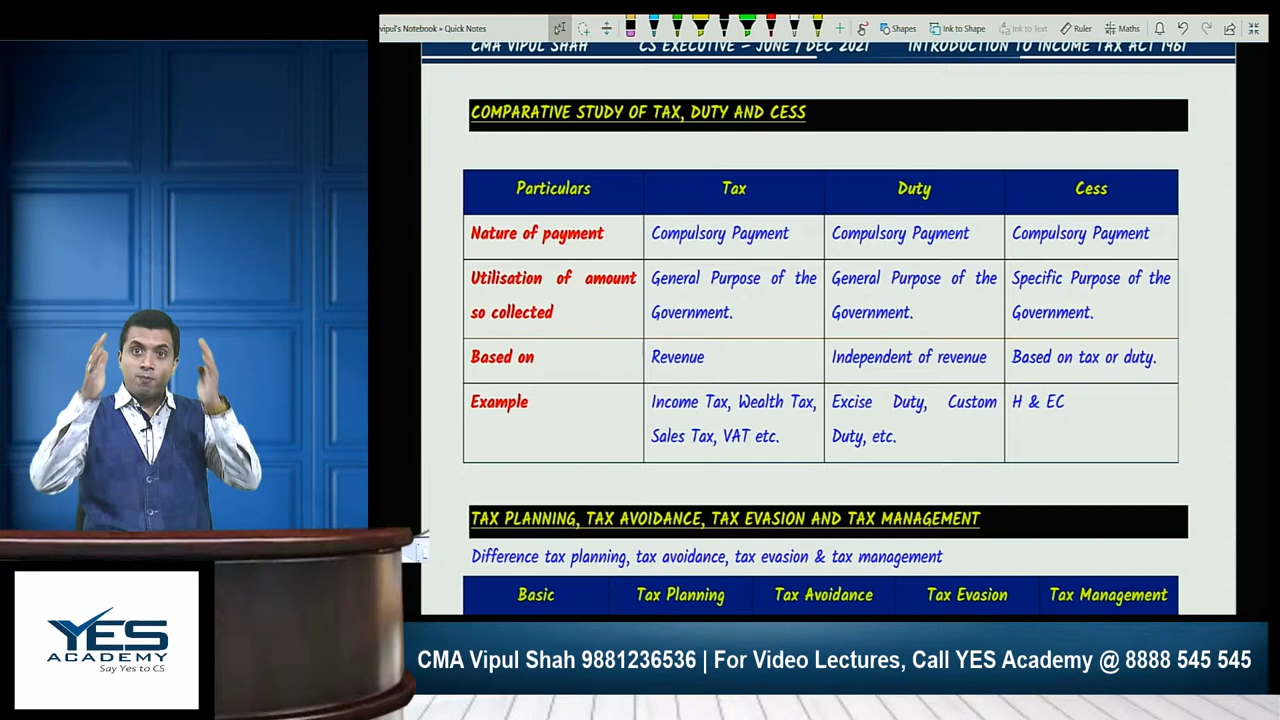 vipul's Notebook » Quick Notes
Shapes
Ink to Shape
Ink to Text
Ruler
Maths
CMA VIPUL SHAH CS EXECUTIVE – JUNE / DEC 2021 INTRODUCTION TO INCOME TAX ACT 1961
COMPARATIVE STUDY OF TAX, DUTY AND CESS
Particulars Tax Duty Cess
Nature of payment Compulsory Payment Compulsory Payment Compulsory Payment
Utilisation of amount General Purpose of the General Purpose of the Specific Purpose of the
so collected Government. Government. Government.
Based on Revenue Independent of revenue Based on tax or duty.
Example Income Tax, Wealth Tax, Excise Duty, Custom H & EC
Sales Tax, VAT etc. Duty, etc.
TAX PLANNING, TAX AVOIDANCE, TAX EVASION AND TAX MANAGEMENT
Difference tax planning, tax avoidance, tax evasion & tax management
Basic Tax Planning Tax Avoidance Tax Evasion Tax Management
YES
ACADEMY
Say Yes to CS
CMA Vipul Shah 9881236536 | For Video Lectures, Call YES Academy @ 8888 545 545